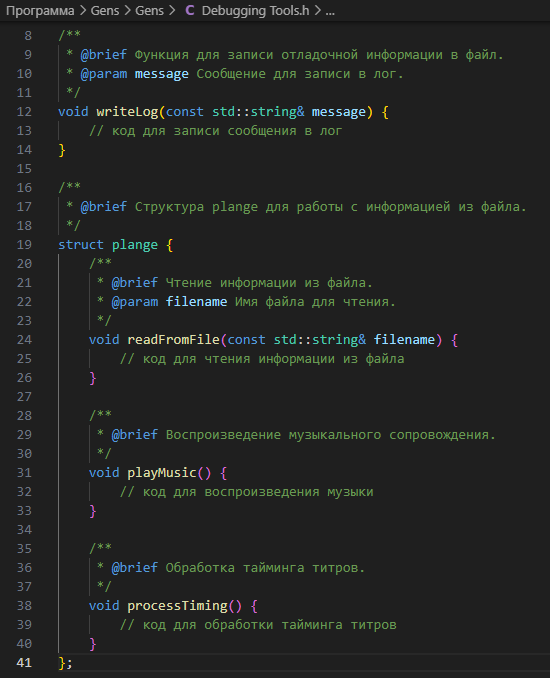 Программа > Gens > Gens > C Debugging Tools.h > ...
8 /**
9 * @brief Функция для записи отладочной информации в файл.
10 * @param message Сообщение для записи в лог.
11 */
12 void writeLog(const std::string& message) {
13 // код для записи сообщения в лог
14 }
15
16 /**
17 * @brief Структура plange для работы с информацией из файла.
18 */
19 struct plange {
20 /**
21 * @brief Чтение информации из файла.
22 * @param filename Имя файла для чтения.
23 */
24 void readFromFile(const std::string& filename) {
25 // код для чтения информации из файла
26 }
27
28 /**
29 * @brief Воспроизведение музыкального сопровождения.
30 */
31 void playMusic() {
32 // код для воспроизведения музыки
33 }
34
35 /**
36 * @brief Обработка тайминга титров.
37 */
38 void processTiming() {
39 // код для обработки тайминга титров
40 }
41 };